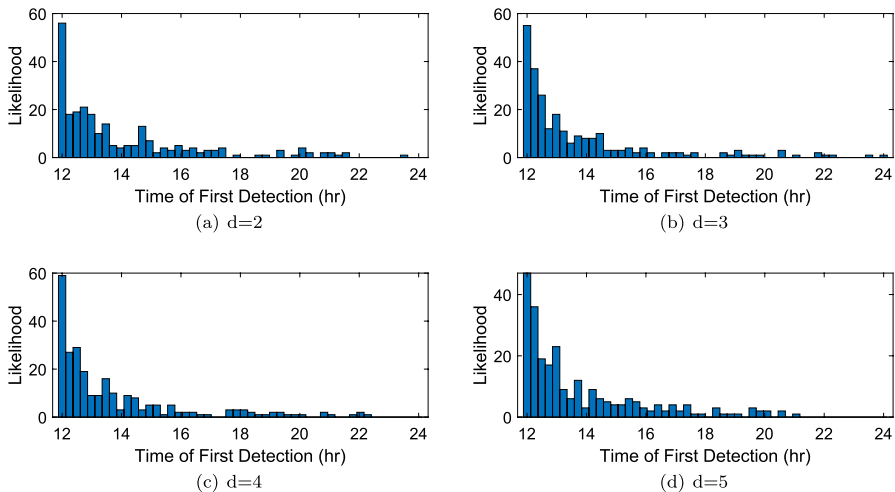 60
40
20
0
Likelihood
12 14 16 18 20 22 24
Time of First Detection (hr)
(a) d=2
60
40
20
0
Likelihood
12 14 16 18 20 22 24
Time of First Detection (hr)
(b) d=3
60
40
20
0
Likelihood
12 14 16 18 20 22 24
Time of First Detection (hr)
(c) d=4
40
20
0
Likelihood
12 14 16 18 20 22 24
Time of First Detection (hr)
(d) d=5